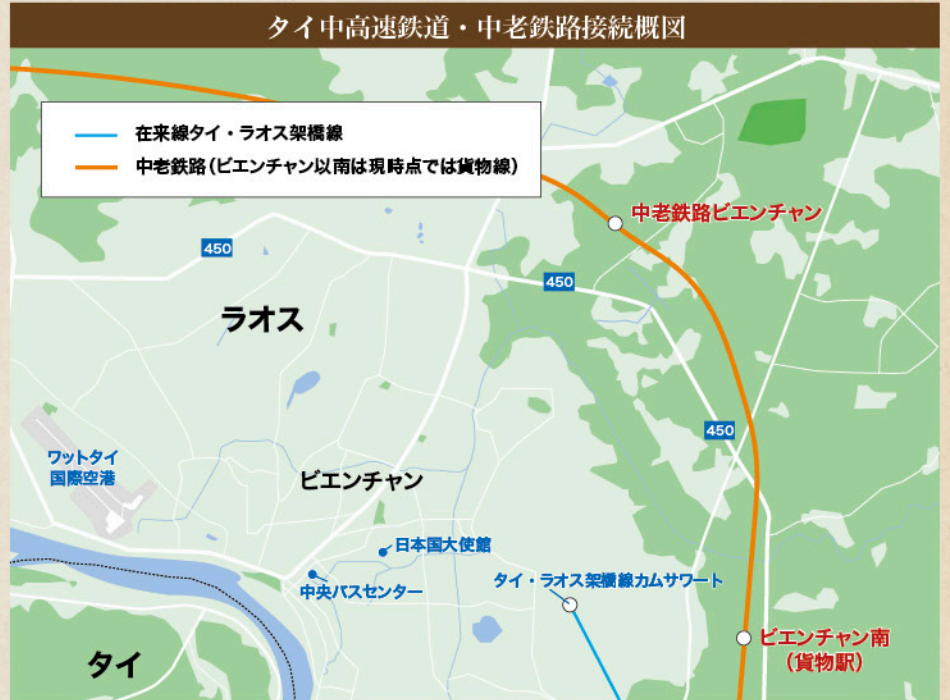 タイ中高速鉄道・中老鉄路接続概図
在来線タイ・ラオス架橋線
中老鉄路(ビエンチャン以南は現時点では貨物線)
中老鉄路ビエンチャン
450
450
ラオス
450
ワットタイ
国際空港
ビエンチャン
日本国大使館
中央バスセンター
タイ・ラオス架橋線カムサワート
ビエンチャン南
(貨物駅)
タイ